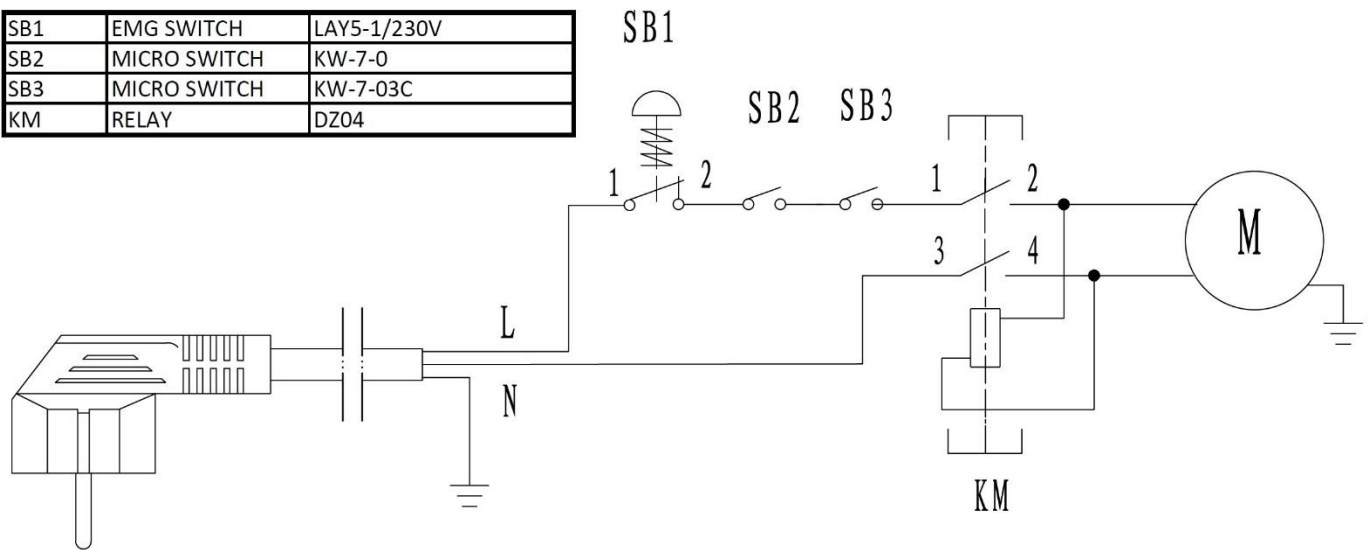 SB1 EMG SWITCH LAY5-1/230V
SB2 MICRO SWITCH KW-7-0
SB3 MICRO SWITCH KW-7-03C
KM RELAY DZ04
SB1
SB2 SB3
1 2 1 2
M
3 4
L
N
KM